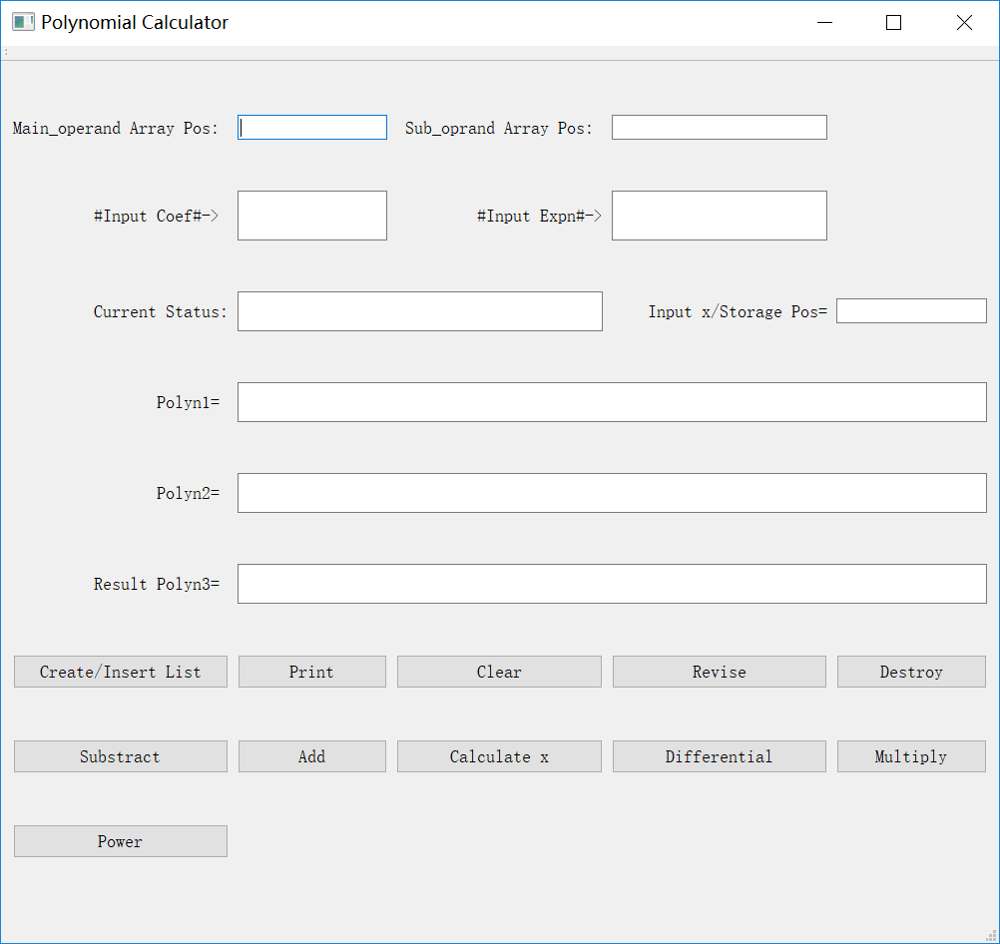 Polynomial Calculator
Main_operand Array Pos: Sub_oprand Array Pos:
#Input Coef#-> #Input Expn#->
Current Status: Input x/Storage Pos=
Polyn1=
Polyn2=
Result Polyn3=
Create/Insert List Print Clear Revise Destroy
Substract Add Calculate x Differential Multiply
Power